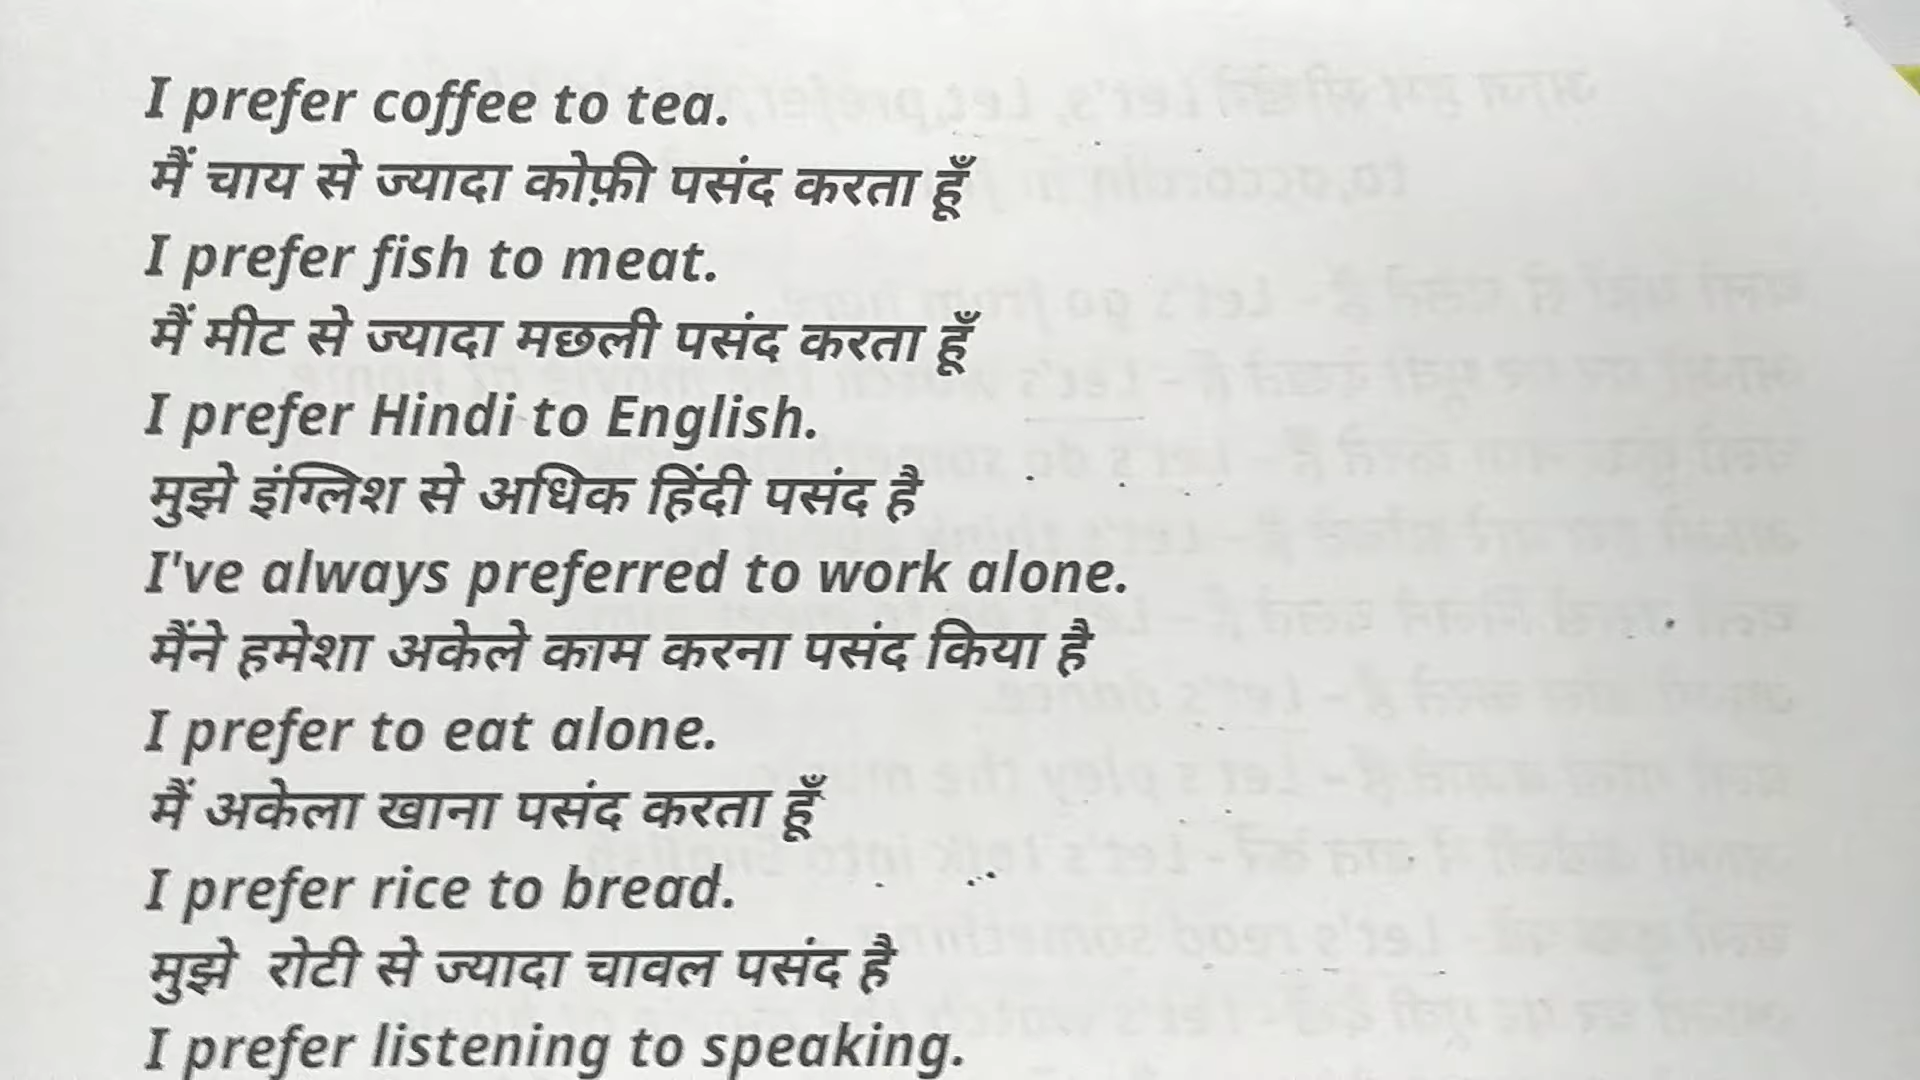 I prefer coffee to tea.
मैं चाय से ज्यादा कोफ़ी पसंद करता हूँ
I prefer fish to meat.
मैं मीट से ज्यादा मछली पसंद करता हूँ
I prefer Hindi to English.
मुझे इंग्लिश से अधिक हिंदी पसंद है
I've always preferred to work alone.
मैंने हमेशा अकेले काम करना पसंद किया है
I prefer to eat alone.
मैं अकेला खाना पसंद करता हूँ
I prefer rice to bread.
मुझे रोटी से ज्यादा चावल पसंद है
I prefer listening to speaking.